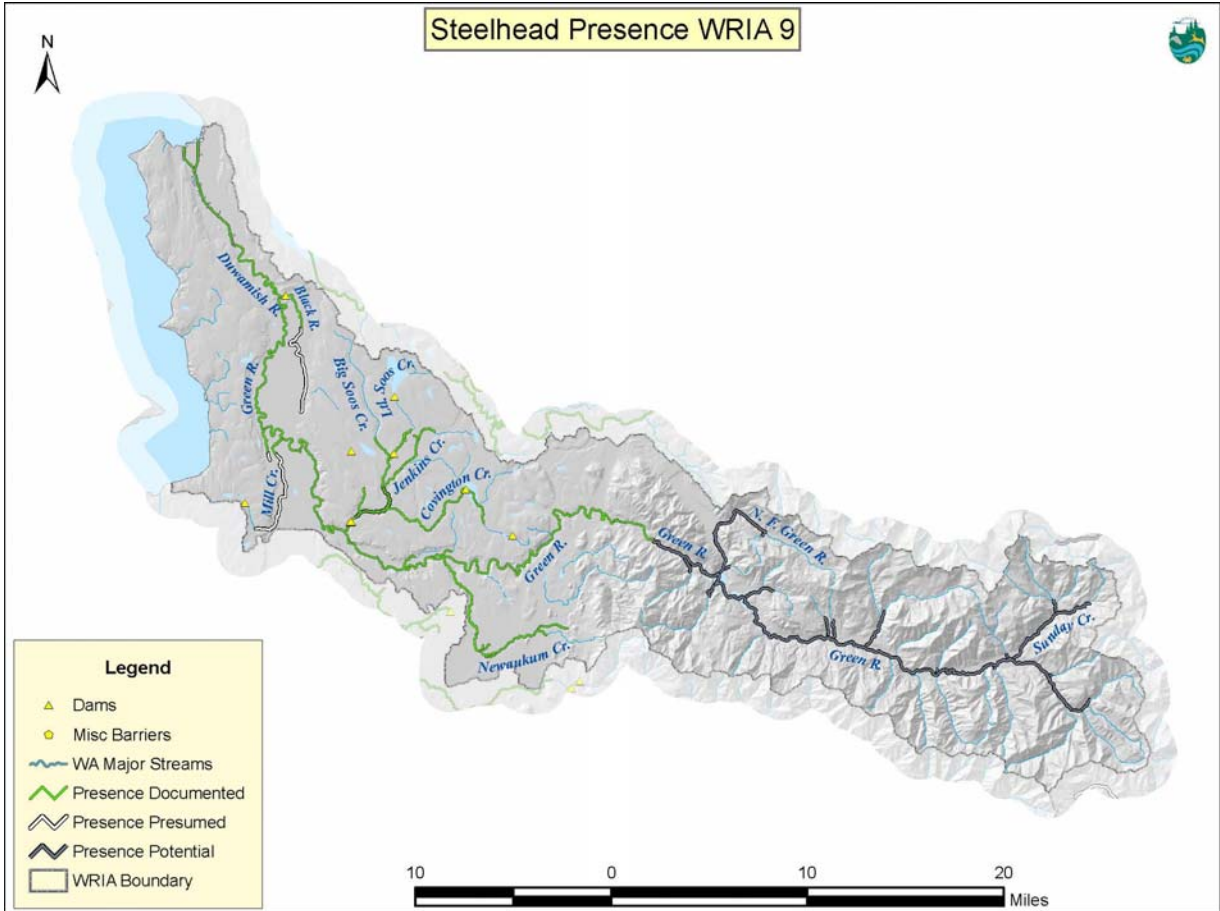 Steelhead Presence WRIA 9
N
Duwamish R.
Black R.
Green R.
Big Soos Cr.
Ltl. Soos Cr.
Jenkins Cr.
Covington Cr.
Mill Cr.
Green R.
Newaukum Cr.
Green R.
N. F. Green R.
Green R.
Sunday Cr.
Legend
Dams
Misc Barriers
WA Major Streams
Presence Documented
Presence Presumed
Presence Potential
WRIA Boundary
10 0 10 20
Miles